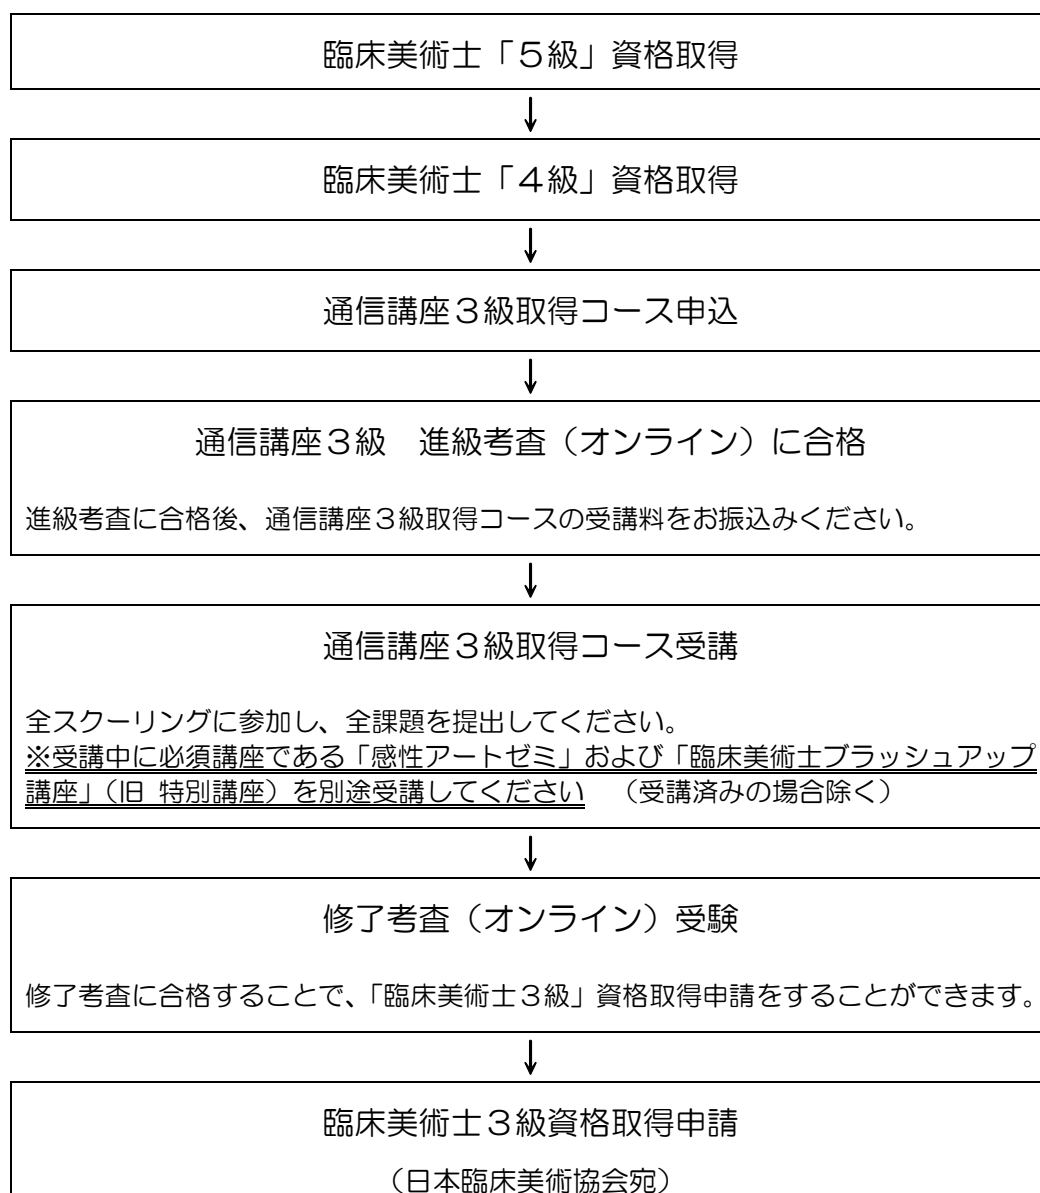 臨床美術士「５級」資格取得
↓
臨床美術士「４級」資格取得
↓
通信講座３級取得コース申込
↓
通信講座３級　進級考査（オンライン）に合格
進級考査に合格後、通信講座３級取得コースの受講料をお振込みください。
↓
通信講座３級取得コース受講
全スクーリングに参加し、全課題を提出してください。
※受講中に必須講座である「感性アートゼミ」および「臨床美術士ブラッシュアップ
講座」（旧 特別講座）を別途受講してください　（受講済みの場合除く）
↓
修了考査（オンライン）受験
修了考査に合格することで、「臨床美術士３級」資格取得申請をすることができます。
↓
臨床美術士３級資格取得申請
（日本臨床美術協会宛）